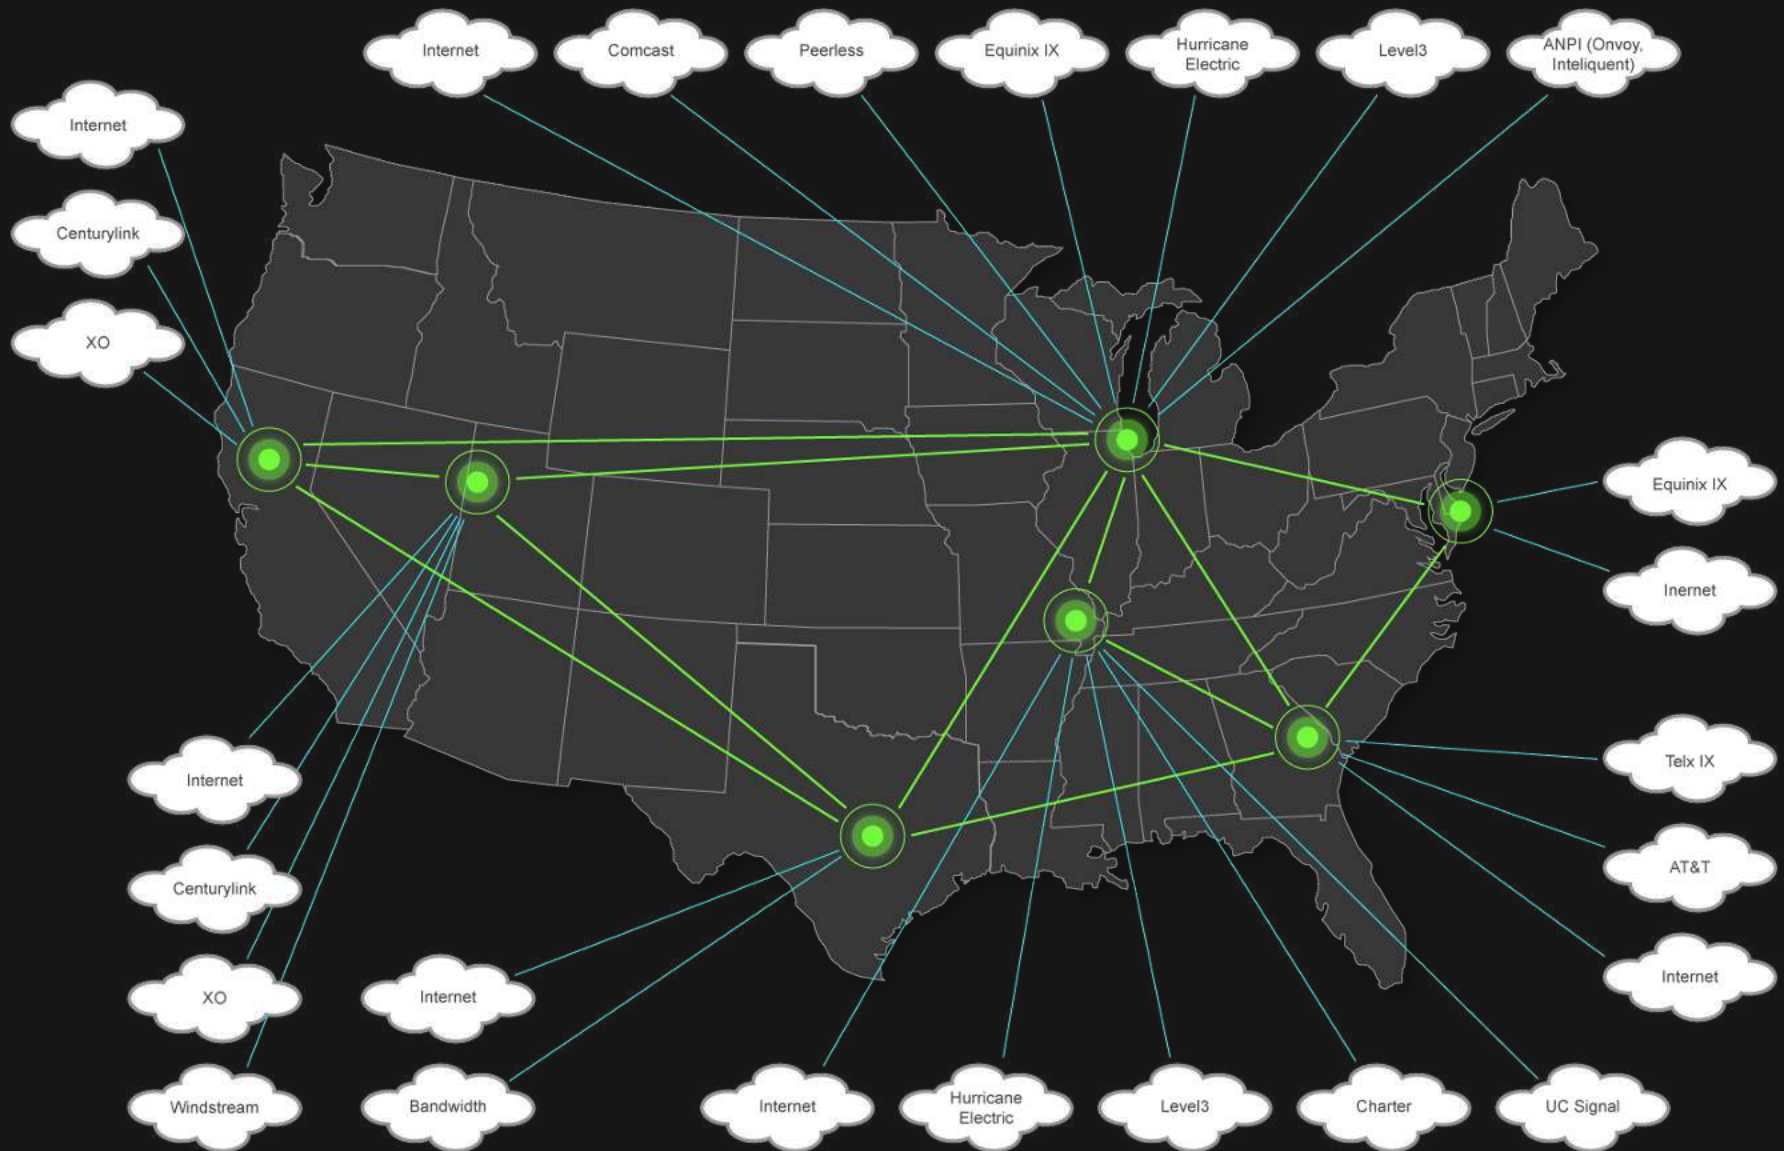 Internet
Comcast
Peerless
Equinix IX
Hurricane
Electric
Level3
ANPI (Onvoy,
Inteliquent)
Internet
Centurylink
XO
Equinix IX
Inernet
Internet
Centurylink
XO
Windstream
Internet
Bandwidth
Internet
Hurricane
Electric
Level3
Charter
UC Signal
Telx IX
AT&T
Internet